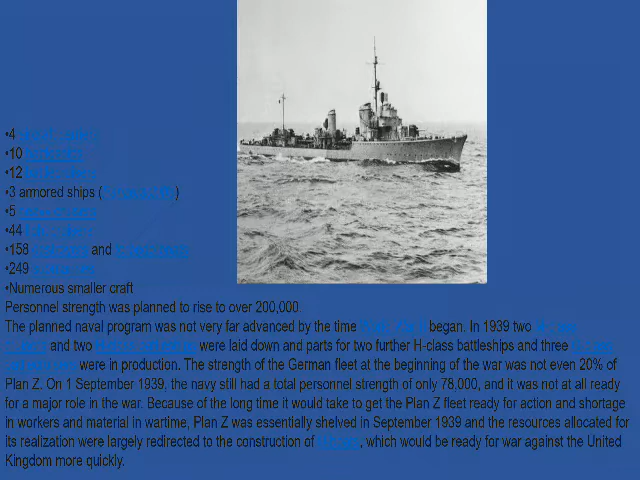 •4
•10
•12
•3 armored ships ( )
•5
•44
•158 and
•249
•Numerous smaller craft
Personnel strength was planned to rise to over 200,000.
The planned naval program was not very far advanced by the time began. In 1939 two
and two were laid down and parts for two further H-class battleships and three
were in production. The strength of the German fleet at the beginning of the war was not even 20% of
Plan Z. On 1 September 1939, the navy still had a total personnel strength of only 78,000, and it was not at all ready
for a major role in the war. Because of the long time it would take to get the Plan Z fleet ready for action and shortage
in workers and material in wartime, Plan Z was essentially shelved in September 1939 and the resources allocated for
its realization were largely redirected to the construction of , which would be ready for war against the United
Kingdom more quickly.